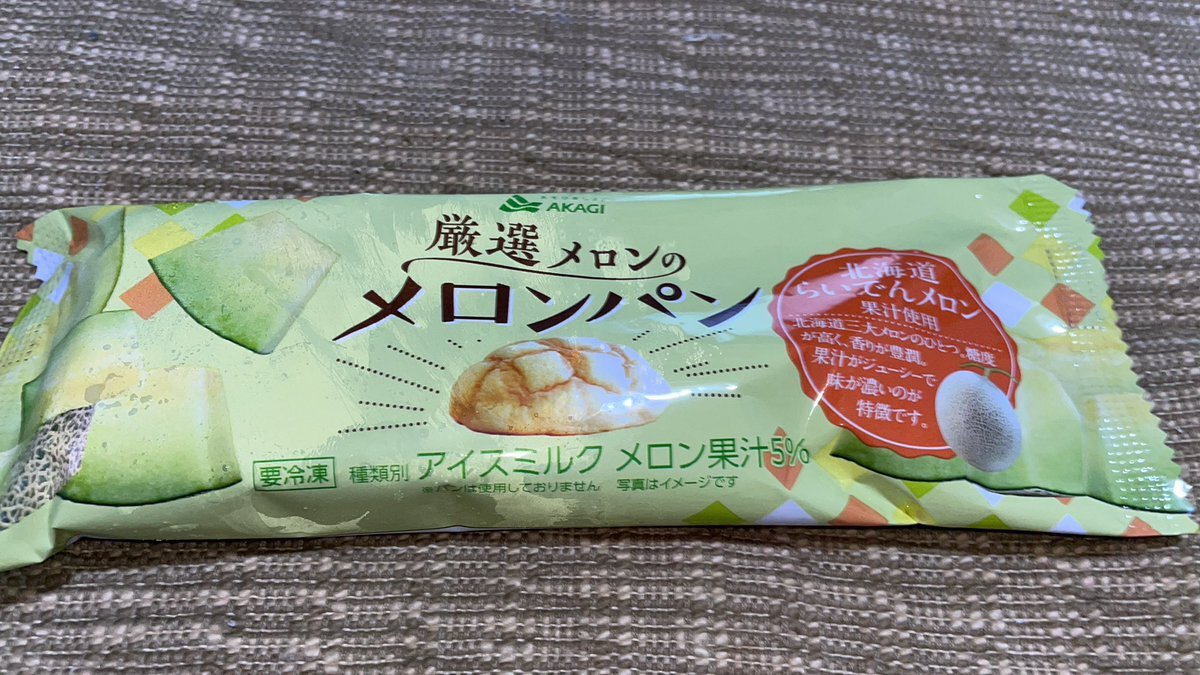 AKAGI
厳選メロンの
メロンパン
北海道
らいでんメロン
果汁使用
北海道三大メロンのひとつ。糖度
が高く、香りが豊潤。
果汁がジューシーで
味が濃いのが
特徴です。
要冷凍 種類別 アイスミルク メロン果汁5%
※パンは使用しておりません 写真はイメージです